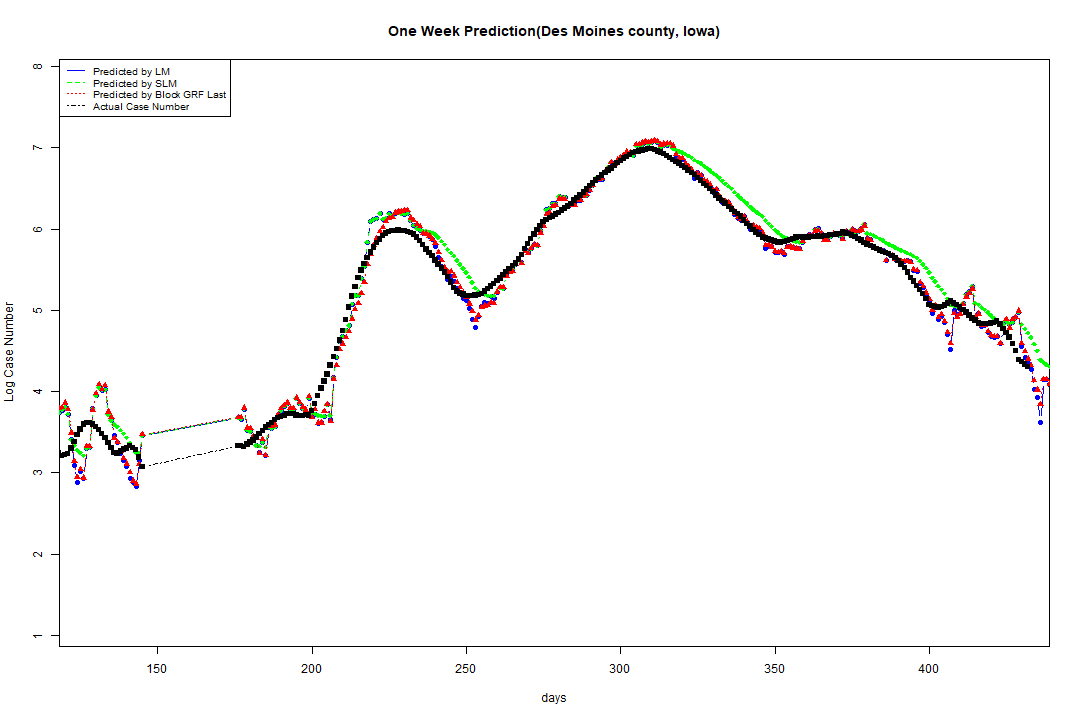 One Week Prediction(Des Moines county, Iowa)
Predicted by LM
Predicted by SLM
Predicted by Block GRF Last
Actual Case Number
Log Case Number
8
7
6
5
4
3
2
1
150 200 250 300 350 400
days